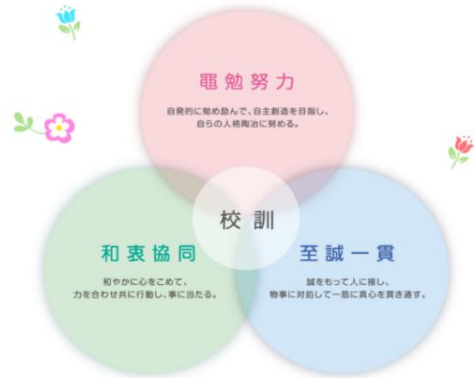 黽勉努力
自発的に勉め励んで、自主創造を目指し、
自らの人格陶冶に努める。
校訓
和衷協同
和やかに心をこめて、
力を合わせ共に行動し、事に当たる。
至誠一貫
誠をもって人に接し、
物事に対処して一筋に真心を貫き通す。